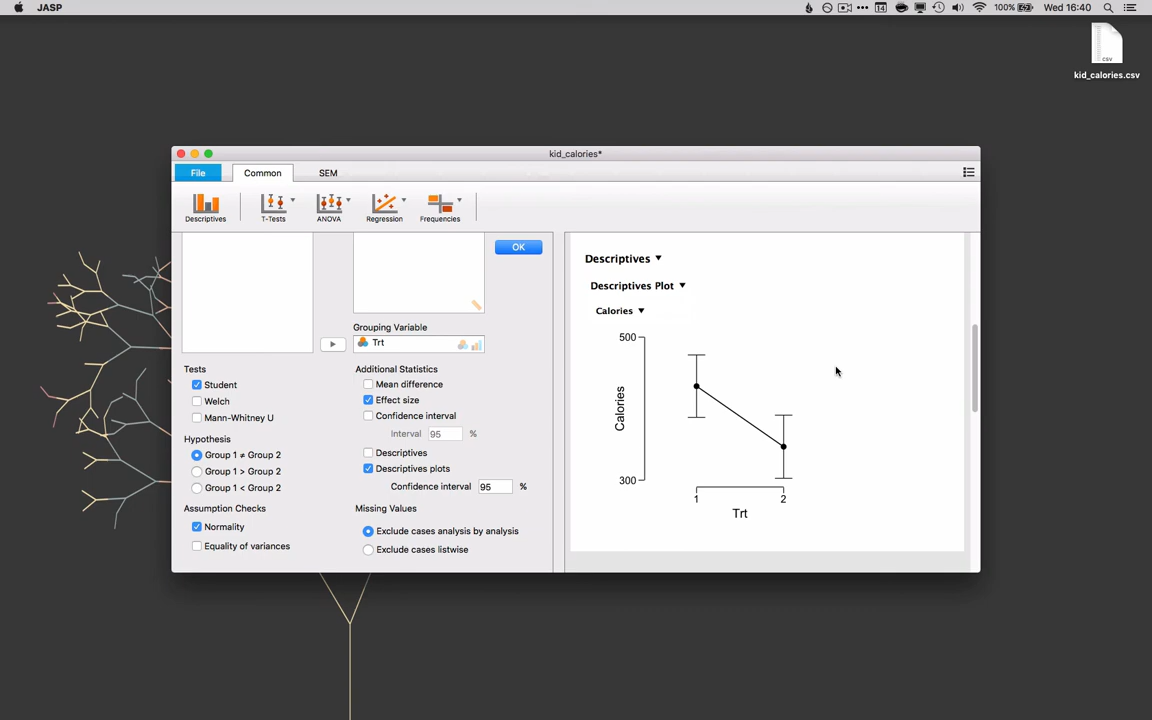 JASP
14
100%
Wed 16:40
csv
kid_calories.csv
kid_calories*
File
Common
SEM
Descriptives
T-Tests
ANOVA
Regression
Frequencies
OK
Grouping Variable
Trt
Tests
Student
Welch
Mann-Whitney U
Hypothesis
Group 1 ≠ Group 2
Group 1 > Group 2
Group 1 < Group 2
Assumption Checks
Normality
Equality of variances
Additional Statistics
Mean difference
Effect size
Confidence interval
Interval 95 %
Descriptives
Descriptives plots
Confidence interval 95 %
Missing Values
Exclude cases analysis by analysis
Exclude cases listwise
Descriptives
Descriptives Plot
Calories
500
Calories
300
1 2
Trt